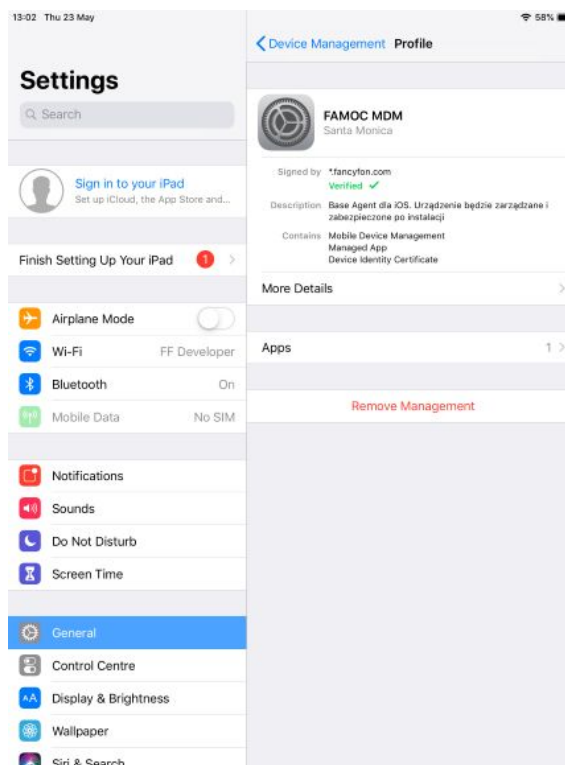 13:02 Thu 23 May
58%
Settings
Search
Sign in to your iPad
Set up iCloud, the App Store and...
Finish Setting Up Your iPad 1
Airplane Mode
Wi-Fi FF Developer
Bluetooth On
Mobile Data No SIM
Notifications
Sounds
Do Not Disturb
Screen Time
General
Control Centre
AA Display & Brightness
Wallpaper
Siri & Search
Device Management Profile
FAMOC MDM
Santa Monica
Signed by *.fancyfon.com
Verified
Description Base Agent dla iOS. Urządzenie będzie zarządzane i
zabezpieczone po instalacji
Contains Mobile Device Management
Managed App
Device Identity Certificate
More Details
Apps 1
Remove Management